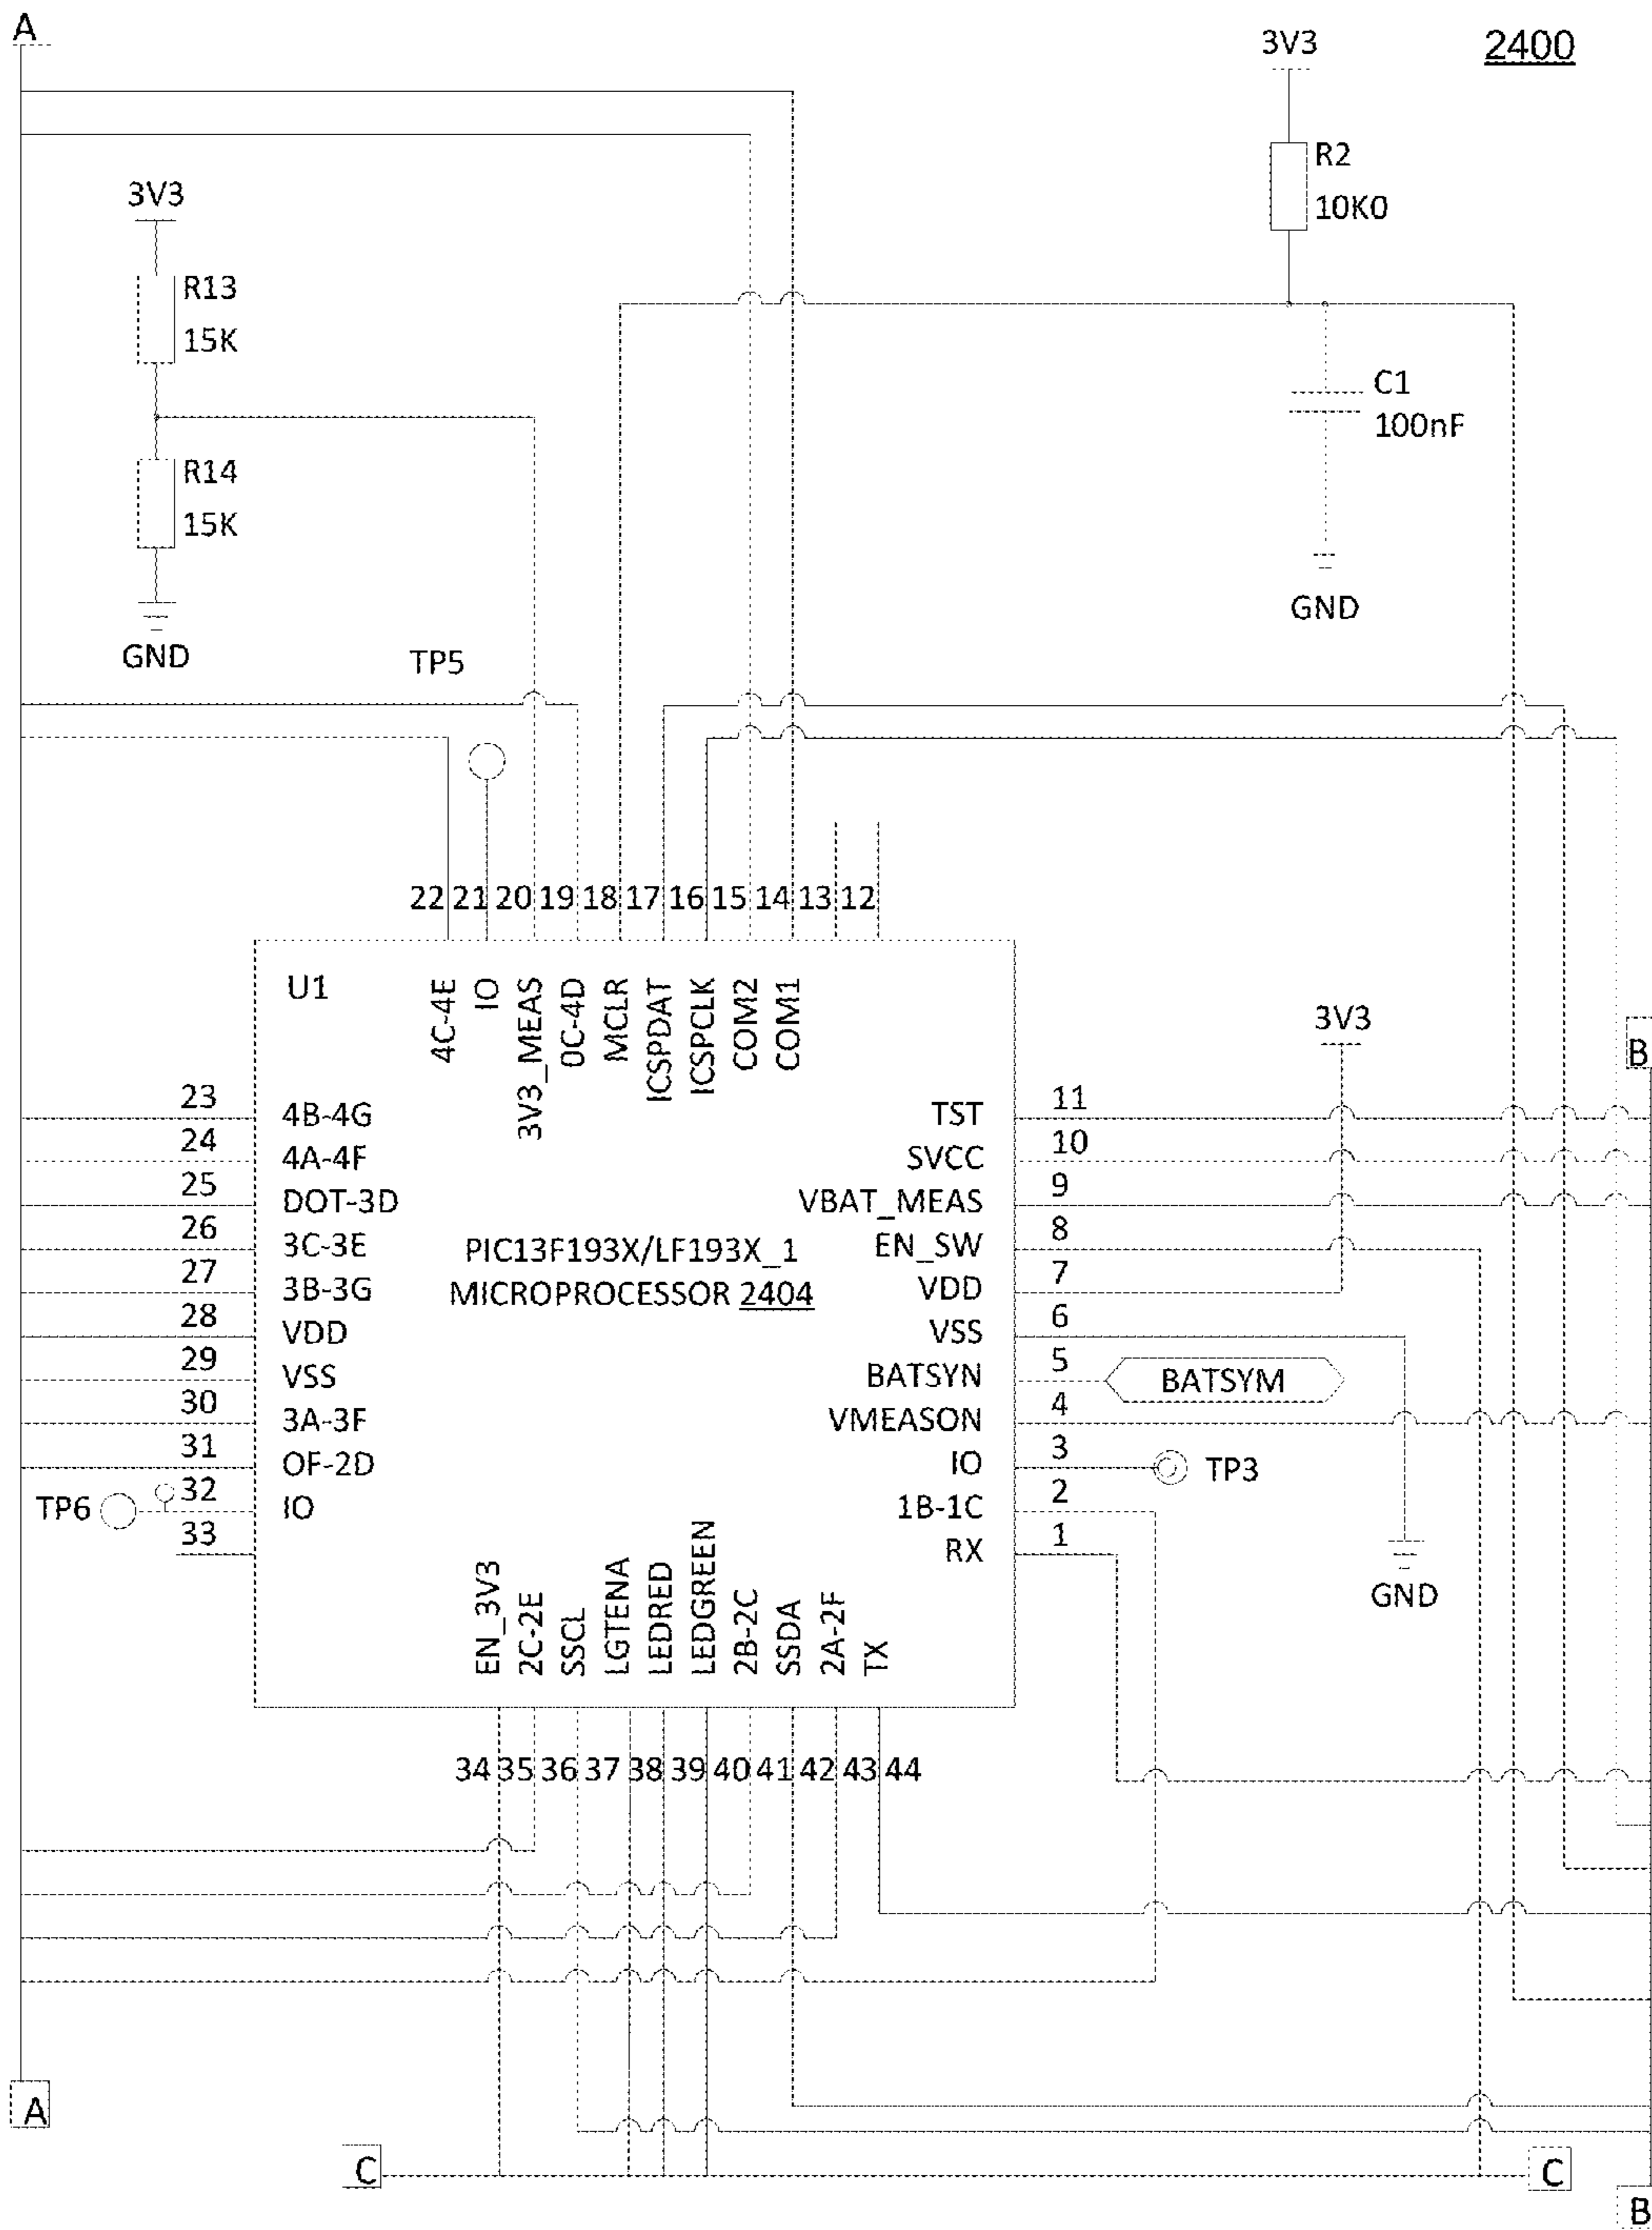 A
3V3
2400
R2
10K0
3V3
R13
15K
C1
100nF
R14
15K
GND
GND
TP5
22 21 20 19 18 17 16 15 14 13 12
U1
4C-4E
IO
3V3_MEAS
0C-4D
MCLR
ICSPDAT
ICSPCLK
COM2
COM1
3V3
B
23 4B-4G
24 4A-4F
25 DOT-3D
26 3C-3E
27 3B-3G
28 VDD
29 VSS
30 3A-3F
31 OF-2D
TP6 32 IO
33
PIC13F193X/LF193X_1
MICROPROCESSOR 2404
TST 11
SVCC 10
VBAT_MEAS 9
EN_SW 8
VDD 7
VSS 6
BATSYN 5 BATSYM
VMEASON 4
IO 3 TP3
1B-1C 2
RX 1
GND
EN_3V3
2C-2E
SSCL
LGTENA
LEDRED
LEDGREEN
2B-2C
SSDA
2A-2F
TX
34 35 36 37 38 39 40 41 42 43 44
A
C
C
B